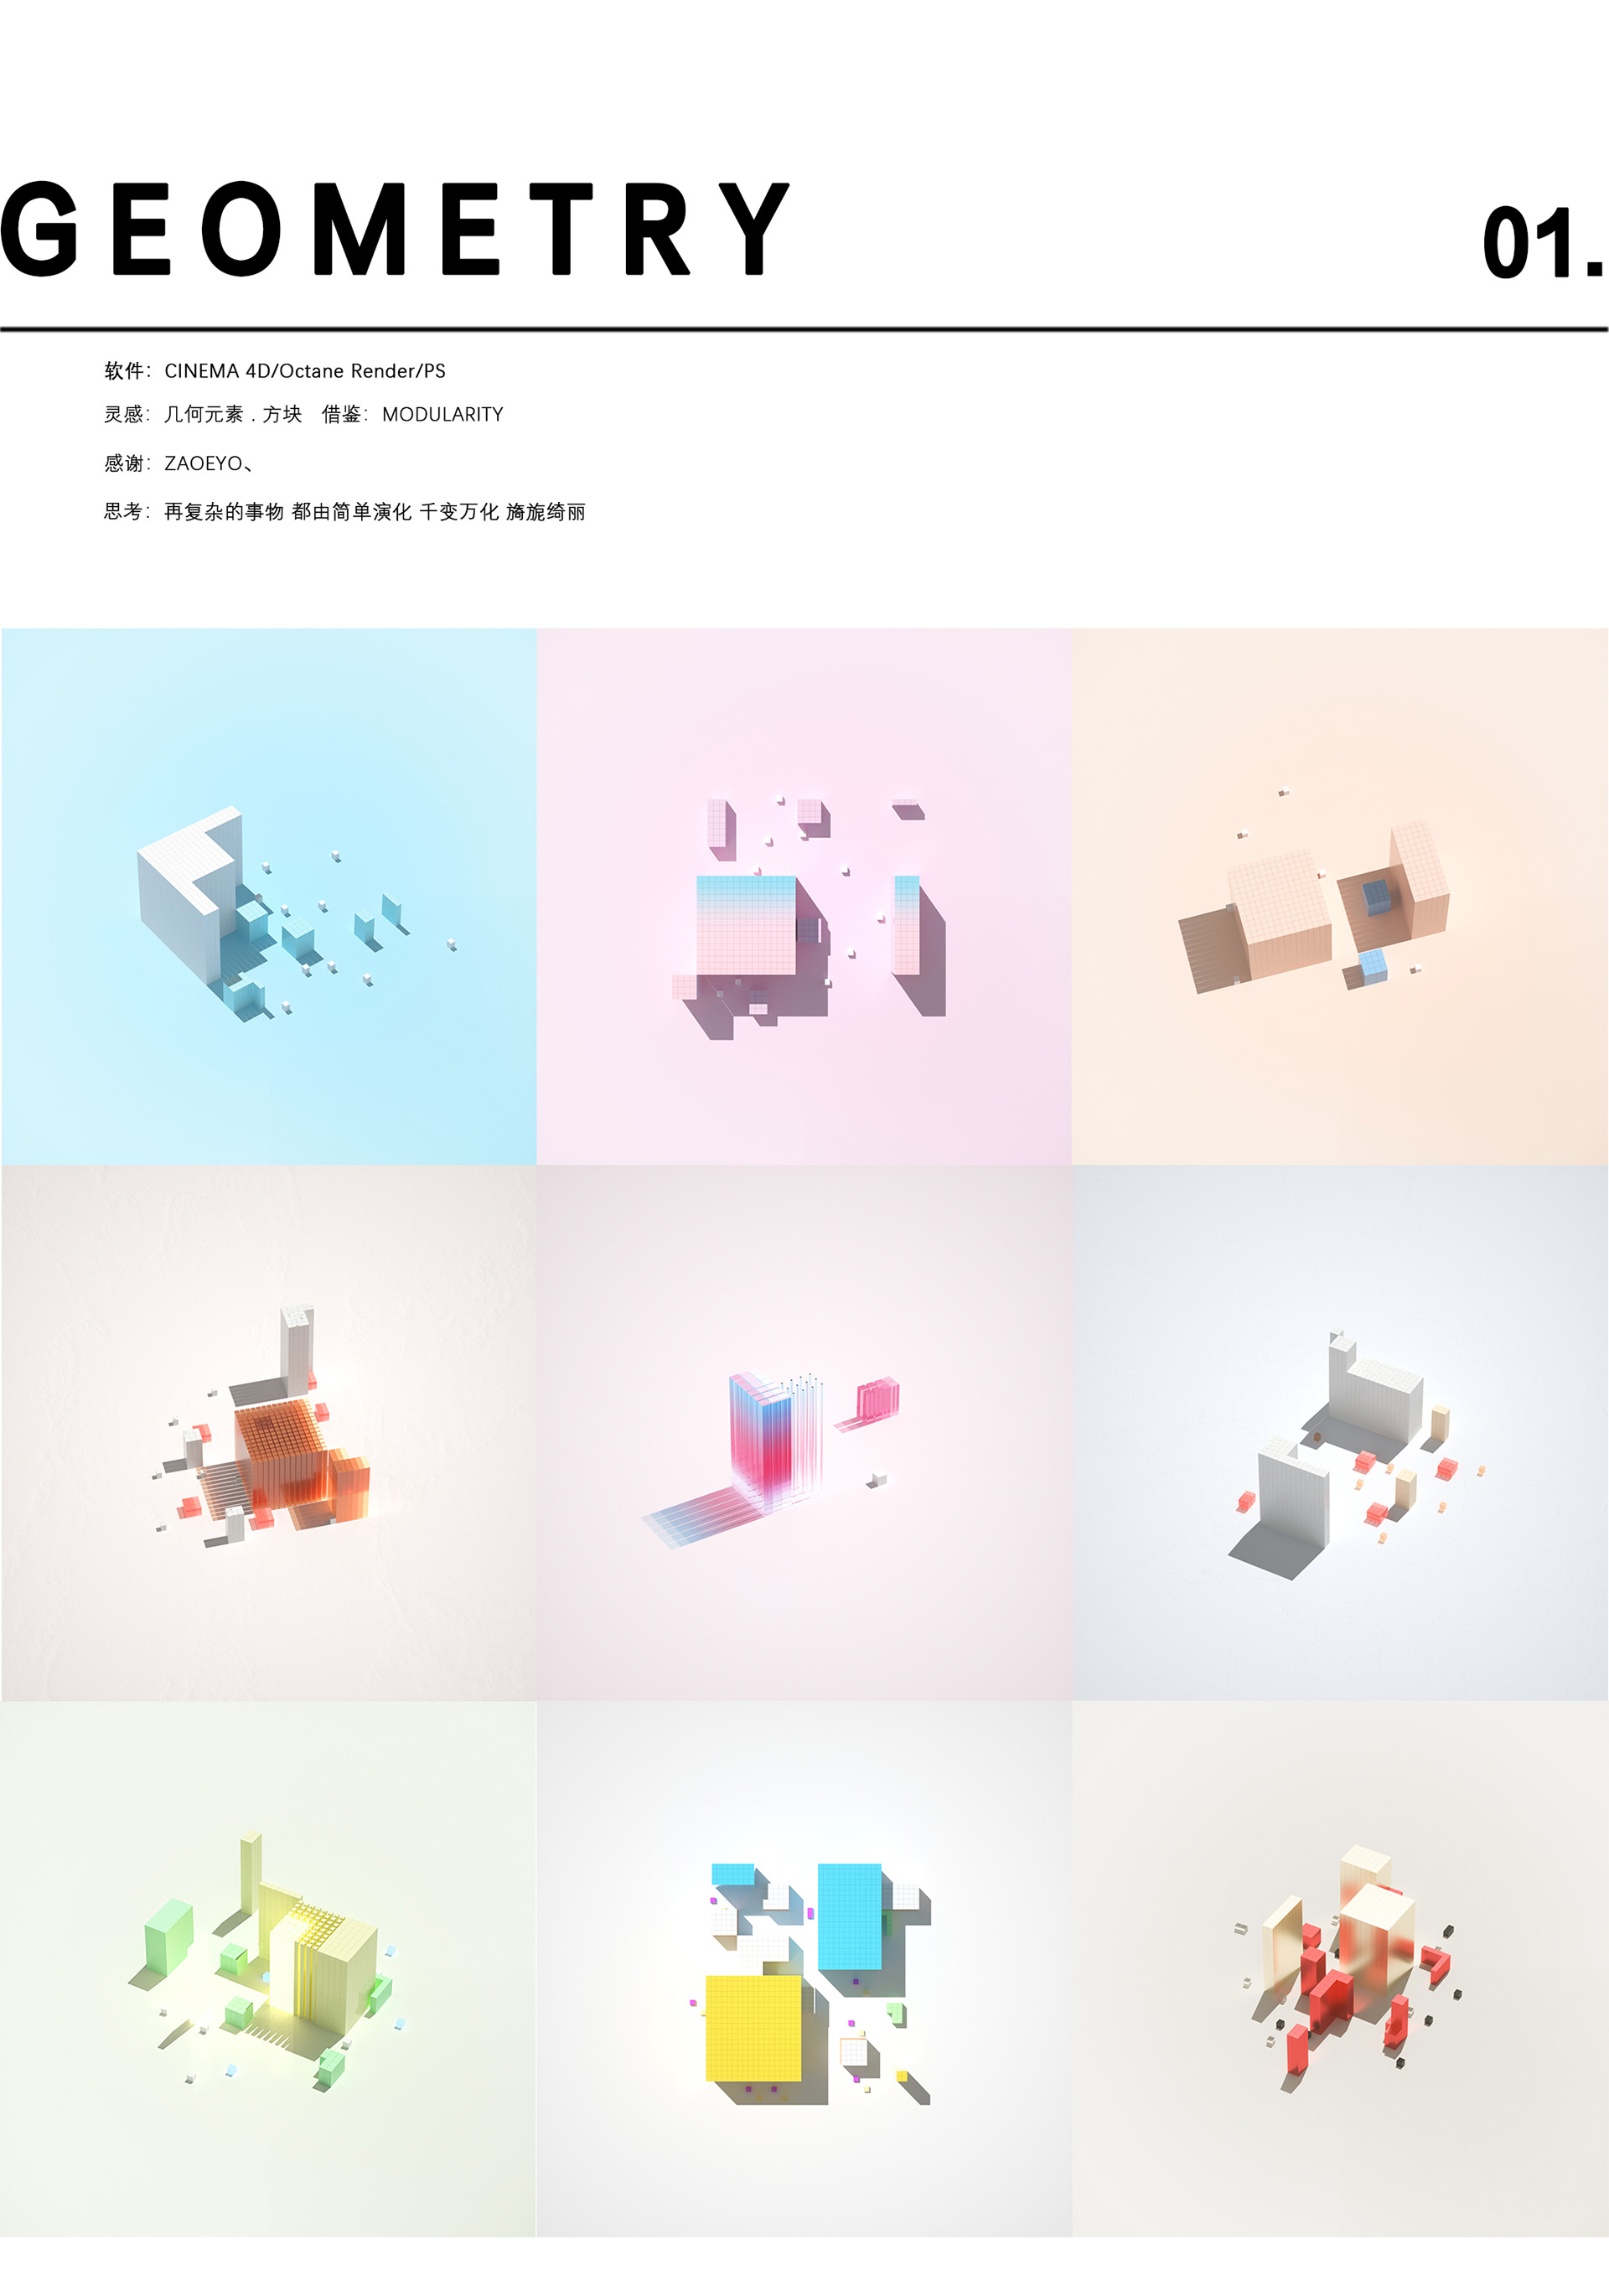 GEOMETRY
01.
软件：CINEMA 4D/Octane Render/PS
灵感：几何元素 . 方块 借鉴：MODULARITY
感谢：ZAOEYO、
思考：再复杂的事物 都由简单演化 千变万化 旖旎绮丽